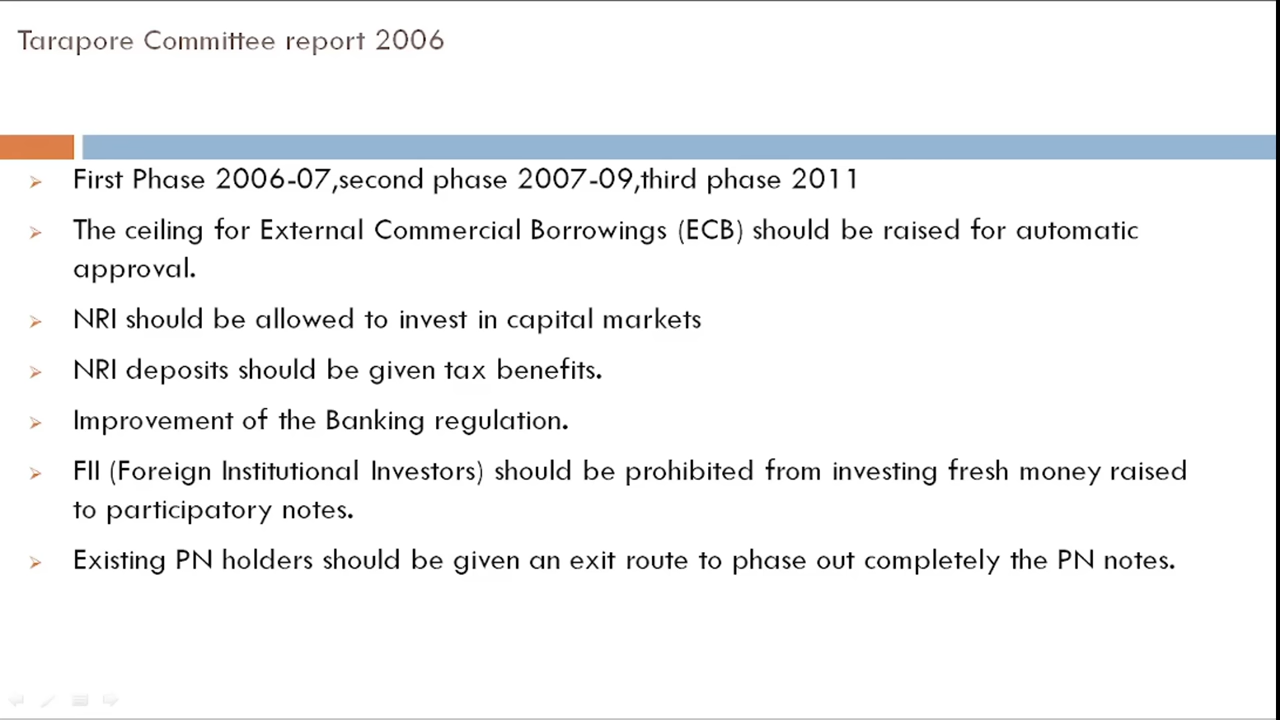 Tarapore Committee report 2006
First Phase 2006-07,second phase 2007-09,third phase 2011
The ceiling for External Commercial Borrowings (ECB) should be raised for automatic
approval.
NRI should be allowed to invest in capital markets
NRI deposits should be given tax benefits.
Improvement of the Banking regulation.
FII (Foreign Institutional Investors) should be prohibited from investing fresh money raised
to participatory notes.
Existing PN holders should be given an exit route to phase out completely the PN notes.